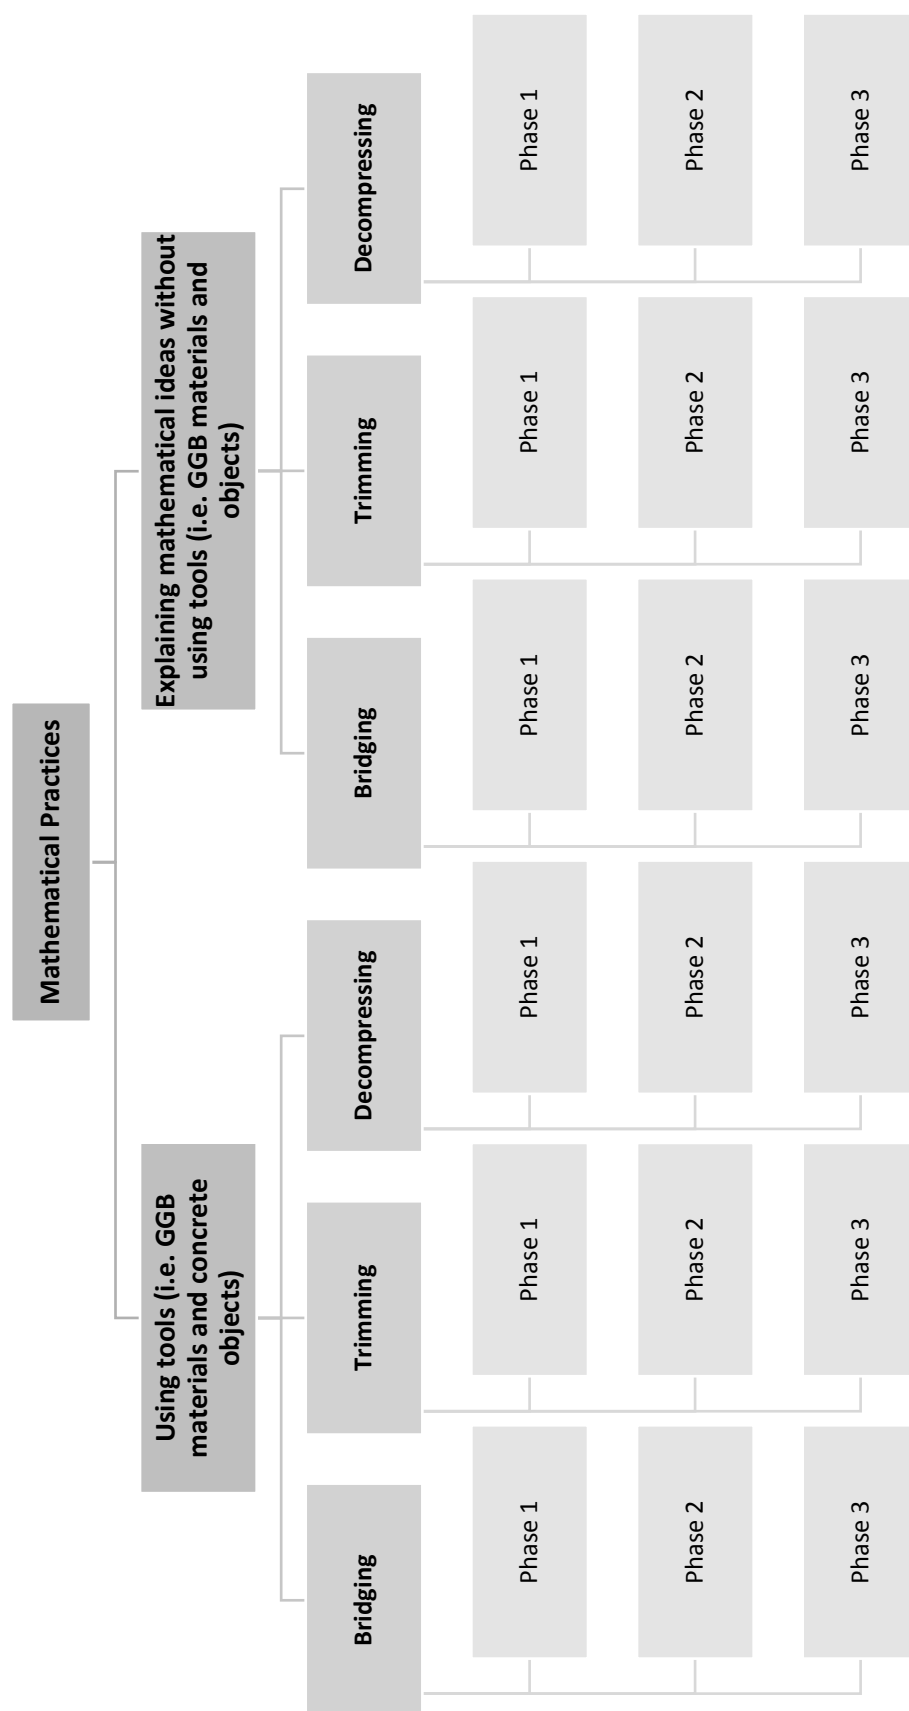 Mathematical Practices
Using tools (i.e. GGB
materials and concrete
objects)
Explaining mathematical ideas without
using tools (i.e. GGB materials and
objects)
Bridging
Trimming
Decompressing
Bridging
Trimming
Decompressing
Phase 1
Phase 1
Phase 1
Phase 1
Phase 1
Phase 1
Phase 2
Phase 2
Phase 2
Phase 2
Phase 2
Phase 2
Phase 3
Phase 3
Phase 3
Phase 3
Phase 3
Phase 3